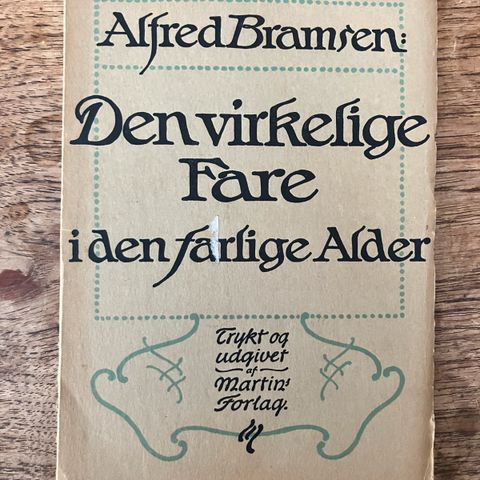 Alfred Bramsen:
Den virkelige
Fare
i den farlige Alder
Trykt og
udgivet
af
Martins
Forlag.